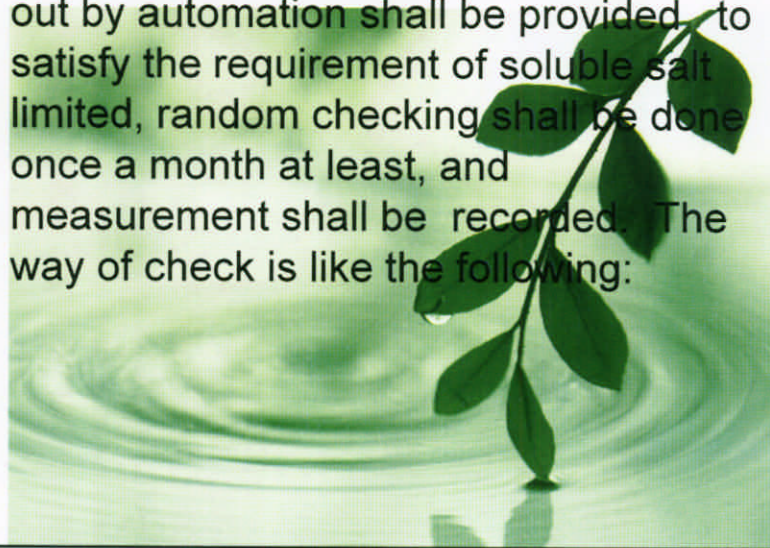 out by automation shall be provided, to
satisfy the requirement of soluble salt
limited, random checking shall be done
once a month at least, and
measurement shall be recorded. The
way of check is like the following: